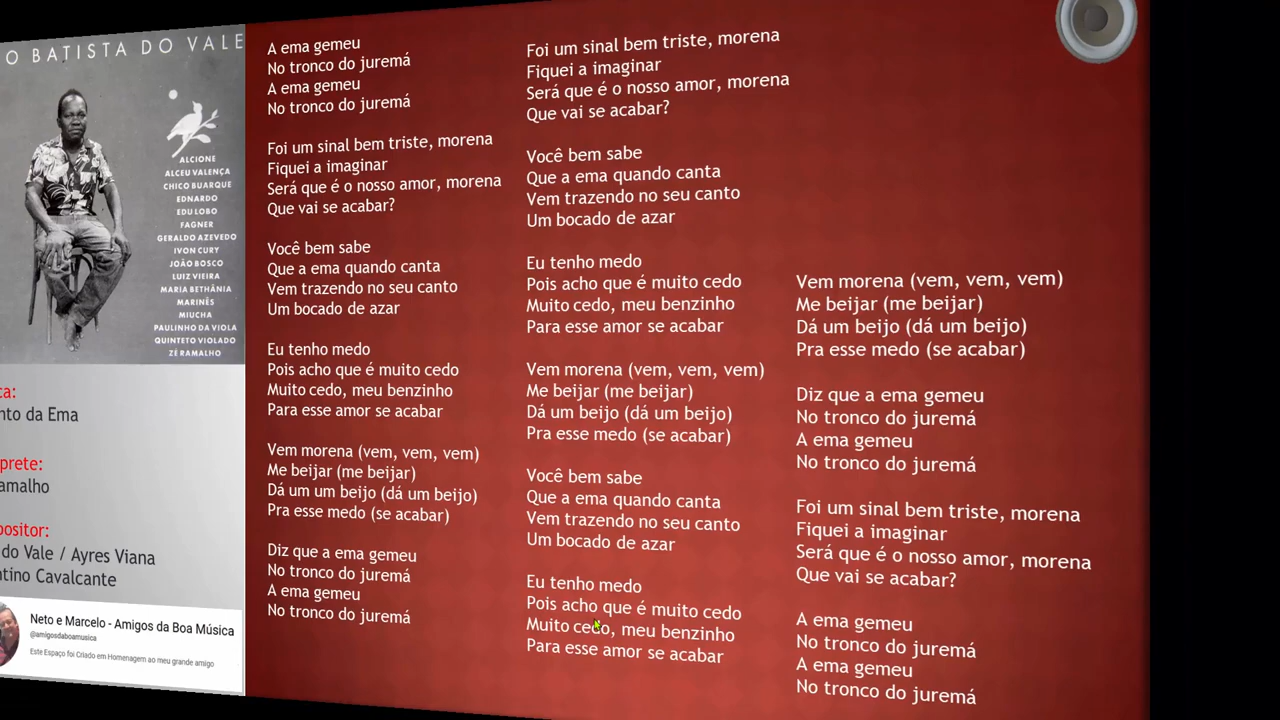 O BATISTA DO VALE
ALCIONE
ALCEU VALENÇA
CHICO BUARQUE
EDNARDO
EDU LOBO
FAGNER
GERALDO AZEVEDO
IVON CURY
JOÃO BOSCO
LUIZ VIEIRA
MARIA BETHÂNIA
MARINÊS
MIUCHA
PAULINHO DA VIOLA
QUINTETO VIOLADO
ZÉ RAMALHO
ca:
nto da Ema
prete:
amalho
positor:
do Vale / Ayres Viana
ntino Cavalcante
Neto e Marcelo - Amigos da Boa Música
@amigosdaboamusica
Este Espaço foi Criado em Homenagem ao meu grande amigo
A ema gemeu
No tronco do juremá
A ema gemeu
No tronco do juremá
Foi um sinal bem triste, morena
Fiquei a imaginar
Será que é o nosso amor, morena
Que vai se acabar?
Você bem sabe
Que a ema quando canta
Vem trazendo no seu canto
Um bocado de azar
Eu tenho medo
Pois acho que é muito cedo
Muito cedo, meu benzinho
Para esse amor se acabar
Vem morena (vem, vem, vem)
Me beijar (me beijar)
Dá um um beijo (dá um beijo)
Pra esse medo (se acabar)
Diz que a ema gemeu
No tronco do juremá
A ema gemeu
No tronco do juremá
Foi um sinal bem triste, morena
Fiquei a imaginar
Será que é o nosso amor, morena
Que vai se acabar?
Você bem sabe
Que a ema quando canta
Vem trazendo no seu canto
Um bocado de azar
Eu tenho medo
Pois acho que é muito cedo
Muito cedo, meu benzinho
Para esse amor se acabar
Vem morena (vem, vem, vem)
Me beijar (me beijar)
Dá um beijo (dá um beijo)
Pra esse medo (se acabar)
Você bem sabe
Que a ema quando canta
Vem trazendo no seu canto
Um bocado de azar
Eu tenho medo
Pois acho que é muito cedo
Muito cedo, meu benzinho
Para esse amor se acabar
Vem morena (vem, vem, vem)
Me beijar (me beijar)
Dá um beijo (dá um beijo)
Pra esse medo (se acabar)
Diz que a ema gemeu
No tronco do juremá
A ema gemeu
No tronco do juremá
Foi um sinal bem triste, morena
Fiquei a imaginar
Será que é o nosso amor, morena
Que vai se acabar?
A ema gemeu
No tronco do juremá
A ema gemeu
No tronco do juremá